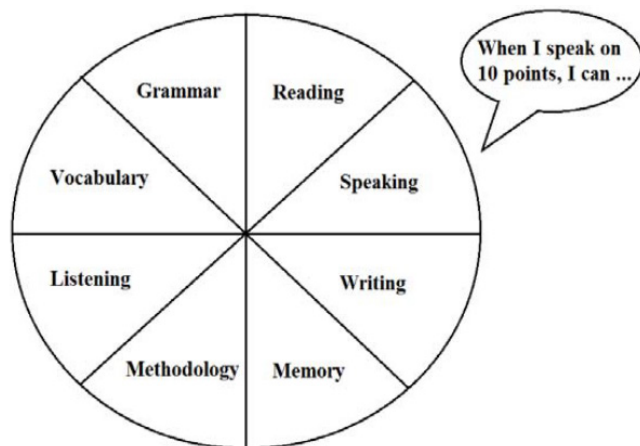 When I speak on
10 points, I can ...
Grammar
Reading
Vocabulary
Speaking
Listening
Writing
Methodology
Memory